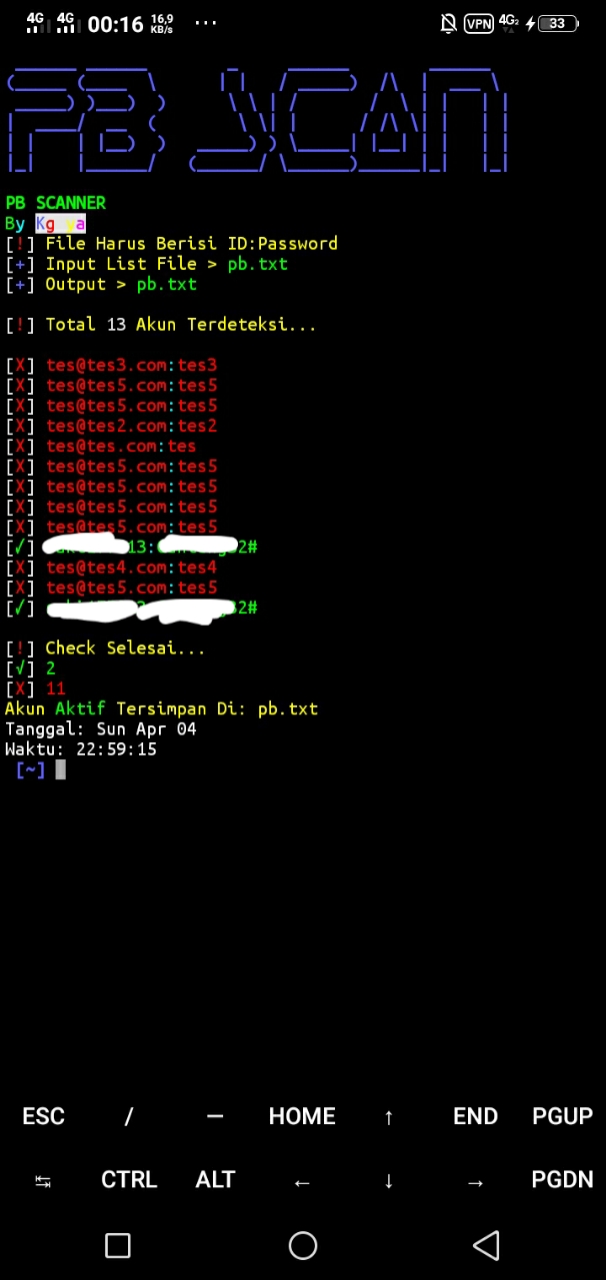 4G 4G 00:16 16,9 KB/s ... VPN 4G 33
PB SCAN
PB SCANNER
By
[!] File Harus Berisi ID:Password
[+] Input List File > pb.txt
[+] Output > pb.txt
[!] Total 13 Akun Terdeteksi...
[X] tes@tes3.com:tes3
[X] tes@tes5.com:tes5
[X] tes@tes5.com:tes5
[X] tes@tes2.com:tes2
[X] tes@tes.com:tes
[X] tes@tes5.com:tes5
[X] tes@tes5.com:tes5
[X] tes@tes5.com:tes5
[X] tes@tes5.com:tes5
[√] 13: 2#
[X] tes@tes4.com:tes4
[X] tes@tes5.com:tes5
[√] 2#
[!] Check Selesai...
[√] 2
[X] 11
Akun Aktif Tersimpan Di: pb.txt
Tanggal: Sun Apr 04
Waktu: 22:59:15
[~]
ESC / — HOME ↑ END PGUP
↹ CTRL ALT ← ↓ → PGDN